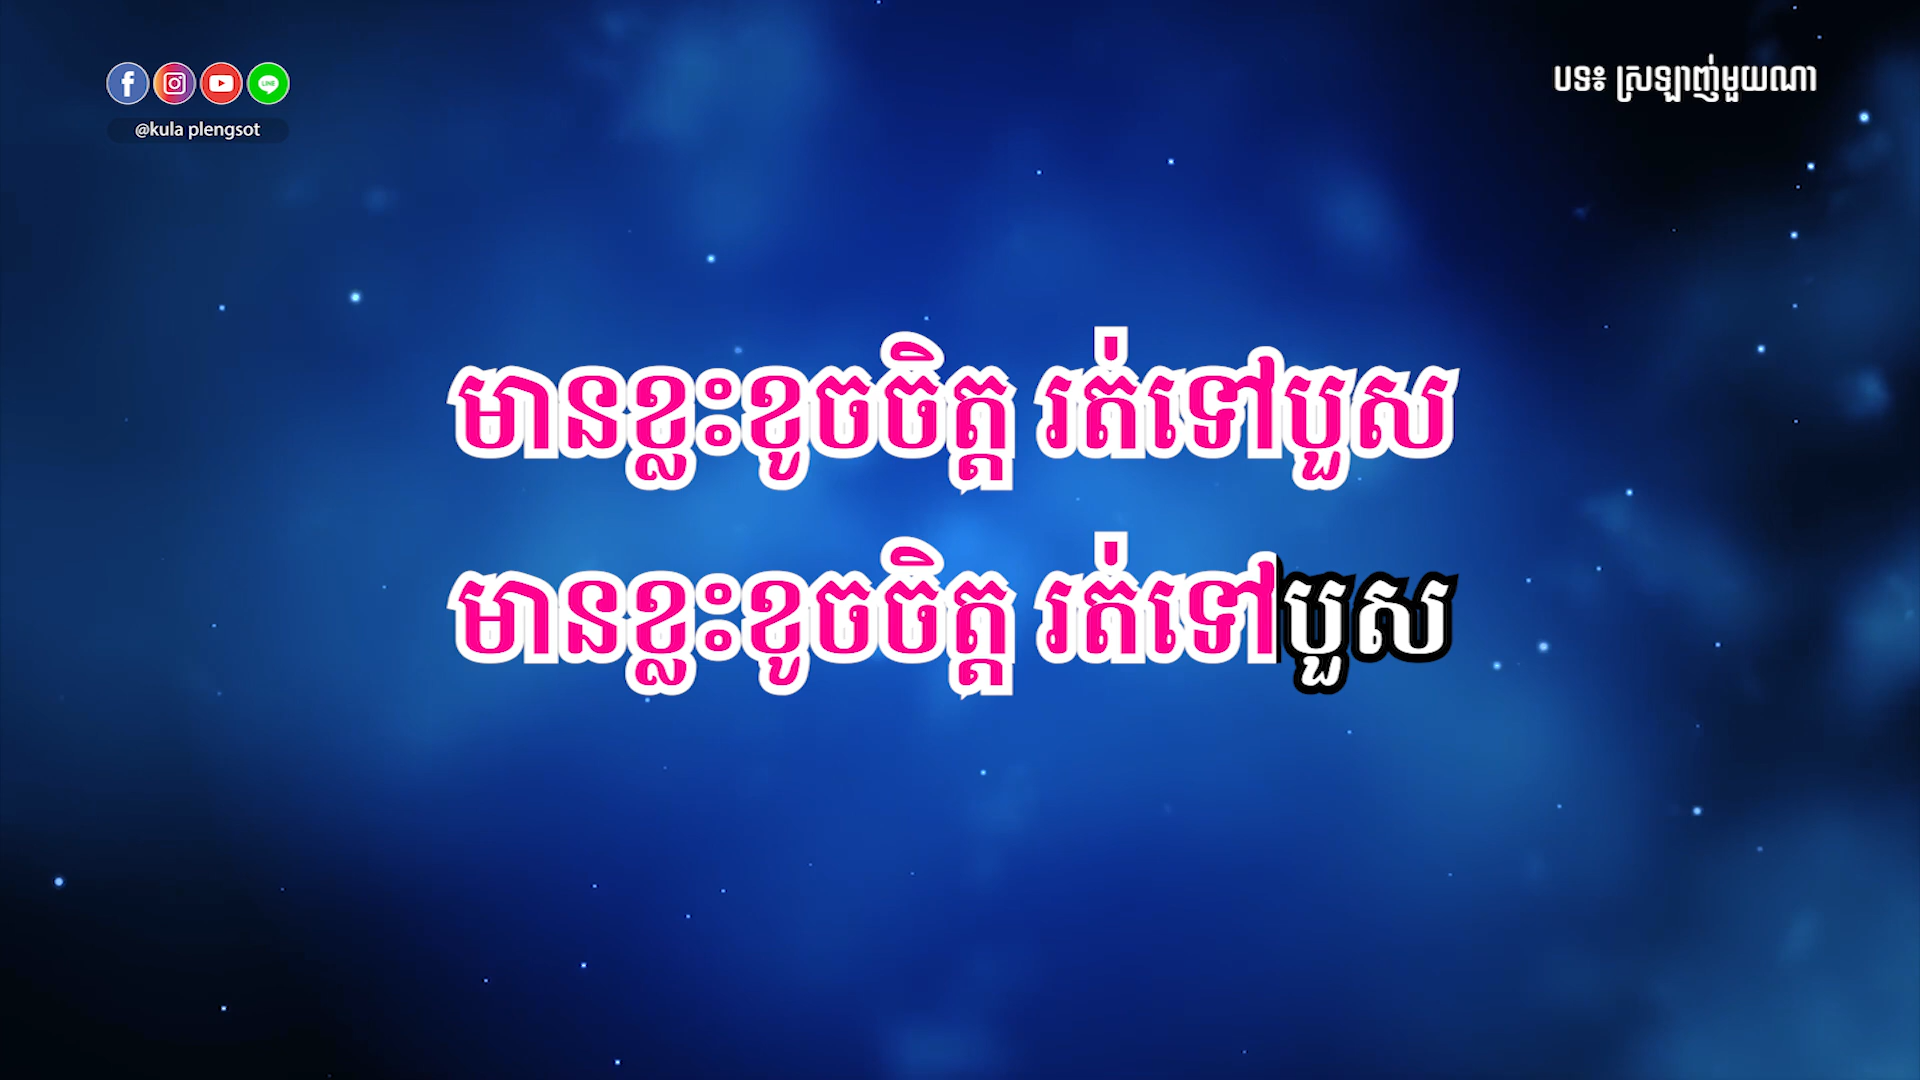 @kula plengsot
បទ៖ ស្រឡាញ់មួយណា
មានខ្លះខូចចិត្ត រត់ទៅបួស
មានខ្លះខូចចិត្ត រត់ទៅបួស